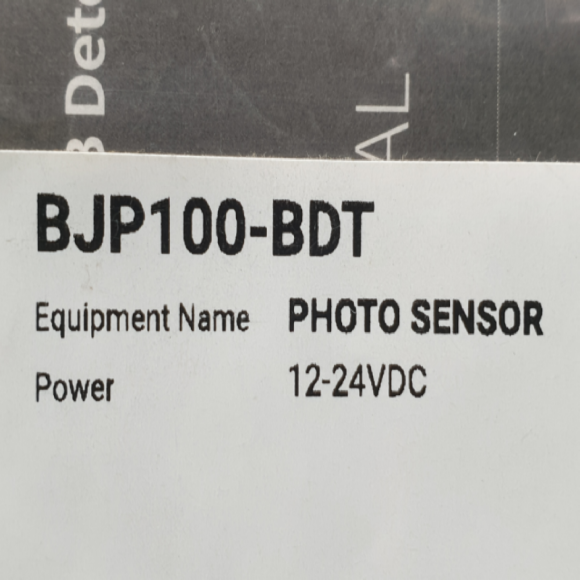 BJP100-BDT
Equipment Name PHOTO SENSOR
Power 12-24VDC